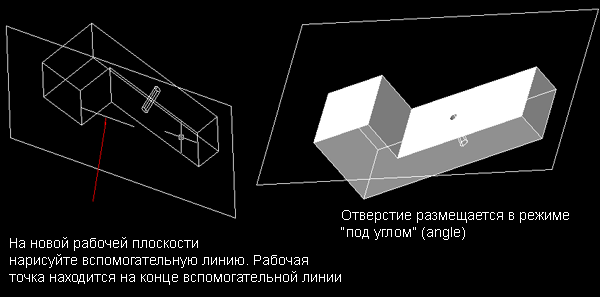 На новой рабочей плоскости
нарисуйте вспомогательную линию. Рабочая
точка находится на конце вспомогательной линии
Отверстие размещается в режиме
"под углом" (angle)